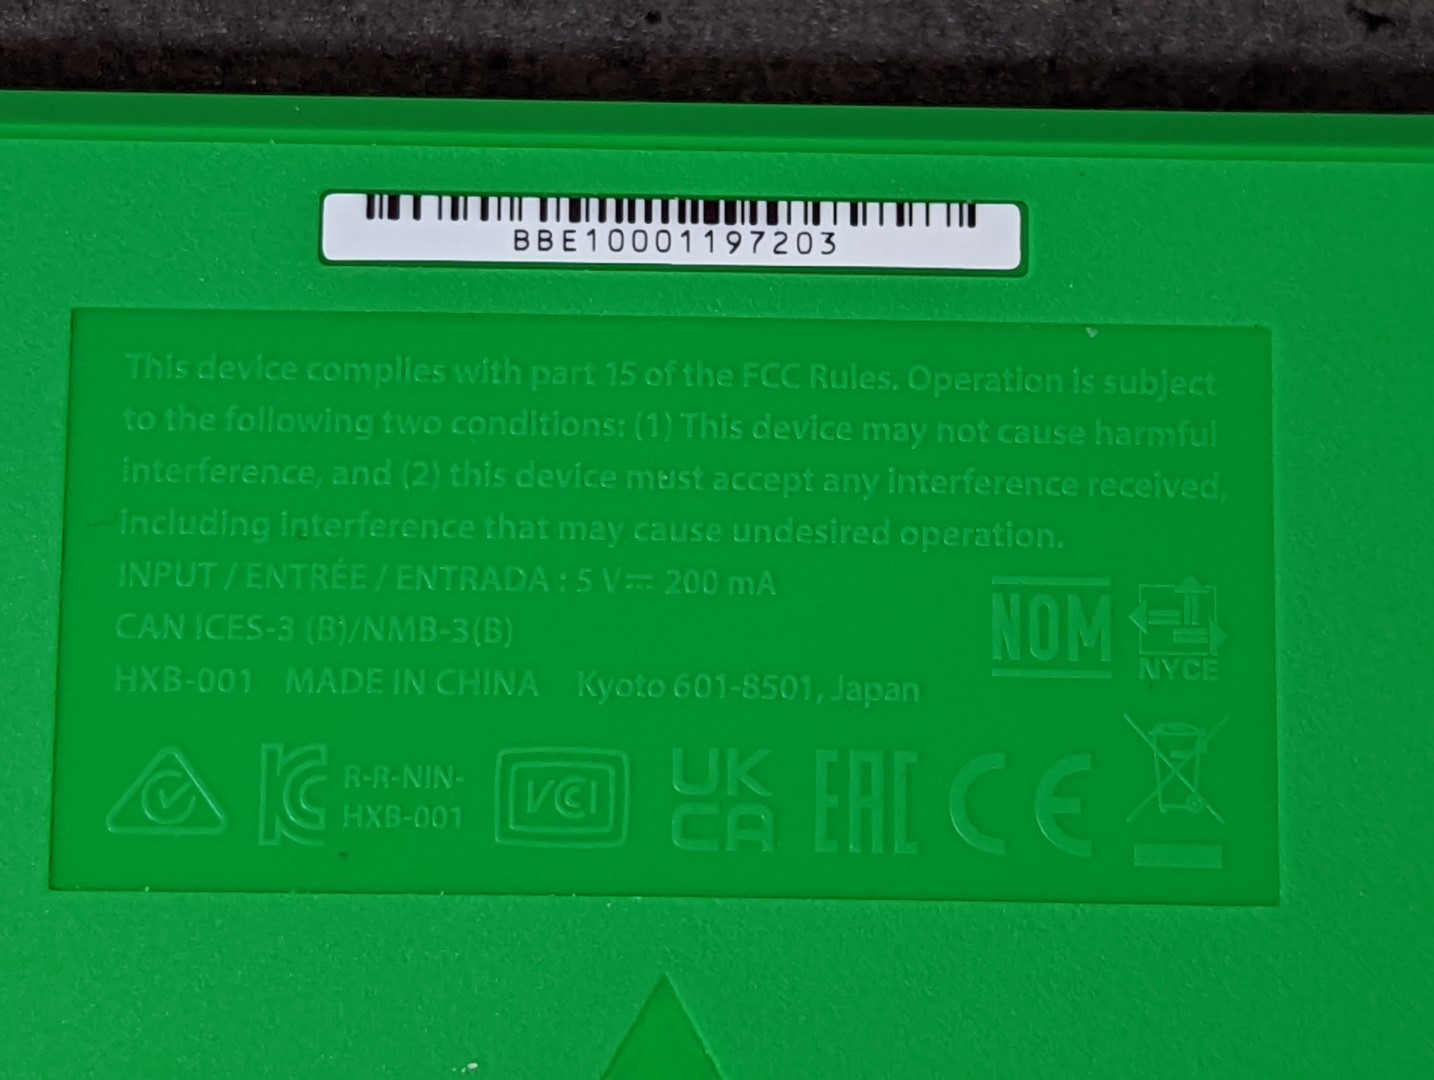 BBE10001197203
This device complies with part 15 of the FCC Rules. Operation is subject
to the following two conditions: (1) This device may not cause harmful
interference, and (2) this device must accept any interference received,
including interference that may cause undesired operation.
INPUT / ENTRÉE / ENTRADA : 5 V⎓ 200 mA
CAN ICES-3 (B)/NMB-3(B)
HXB-001 MADE IN CHINA Kyoto 601-8501, Japan
NOM
NYCE
R-R-NIN-
HXB-001
VCI
UK
CA
EAC
CE